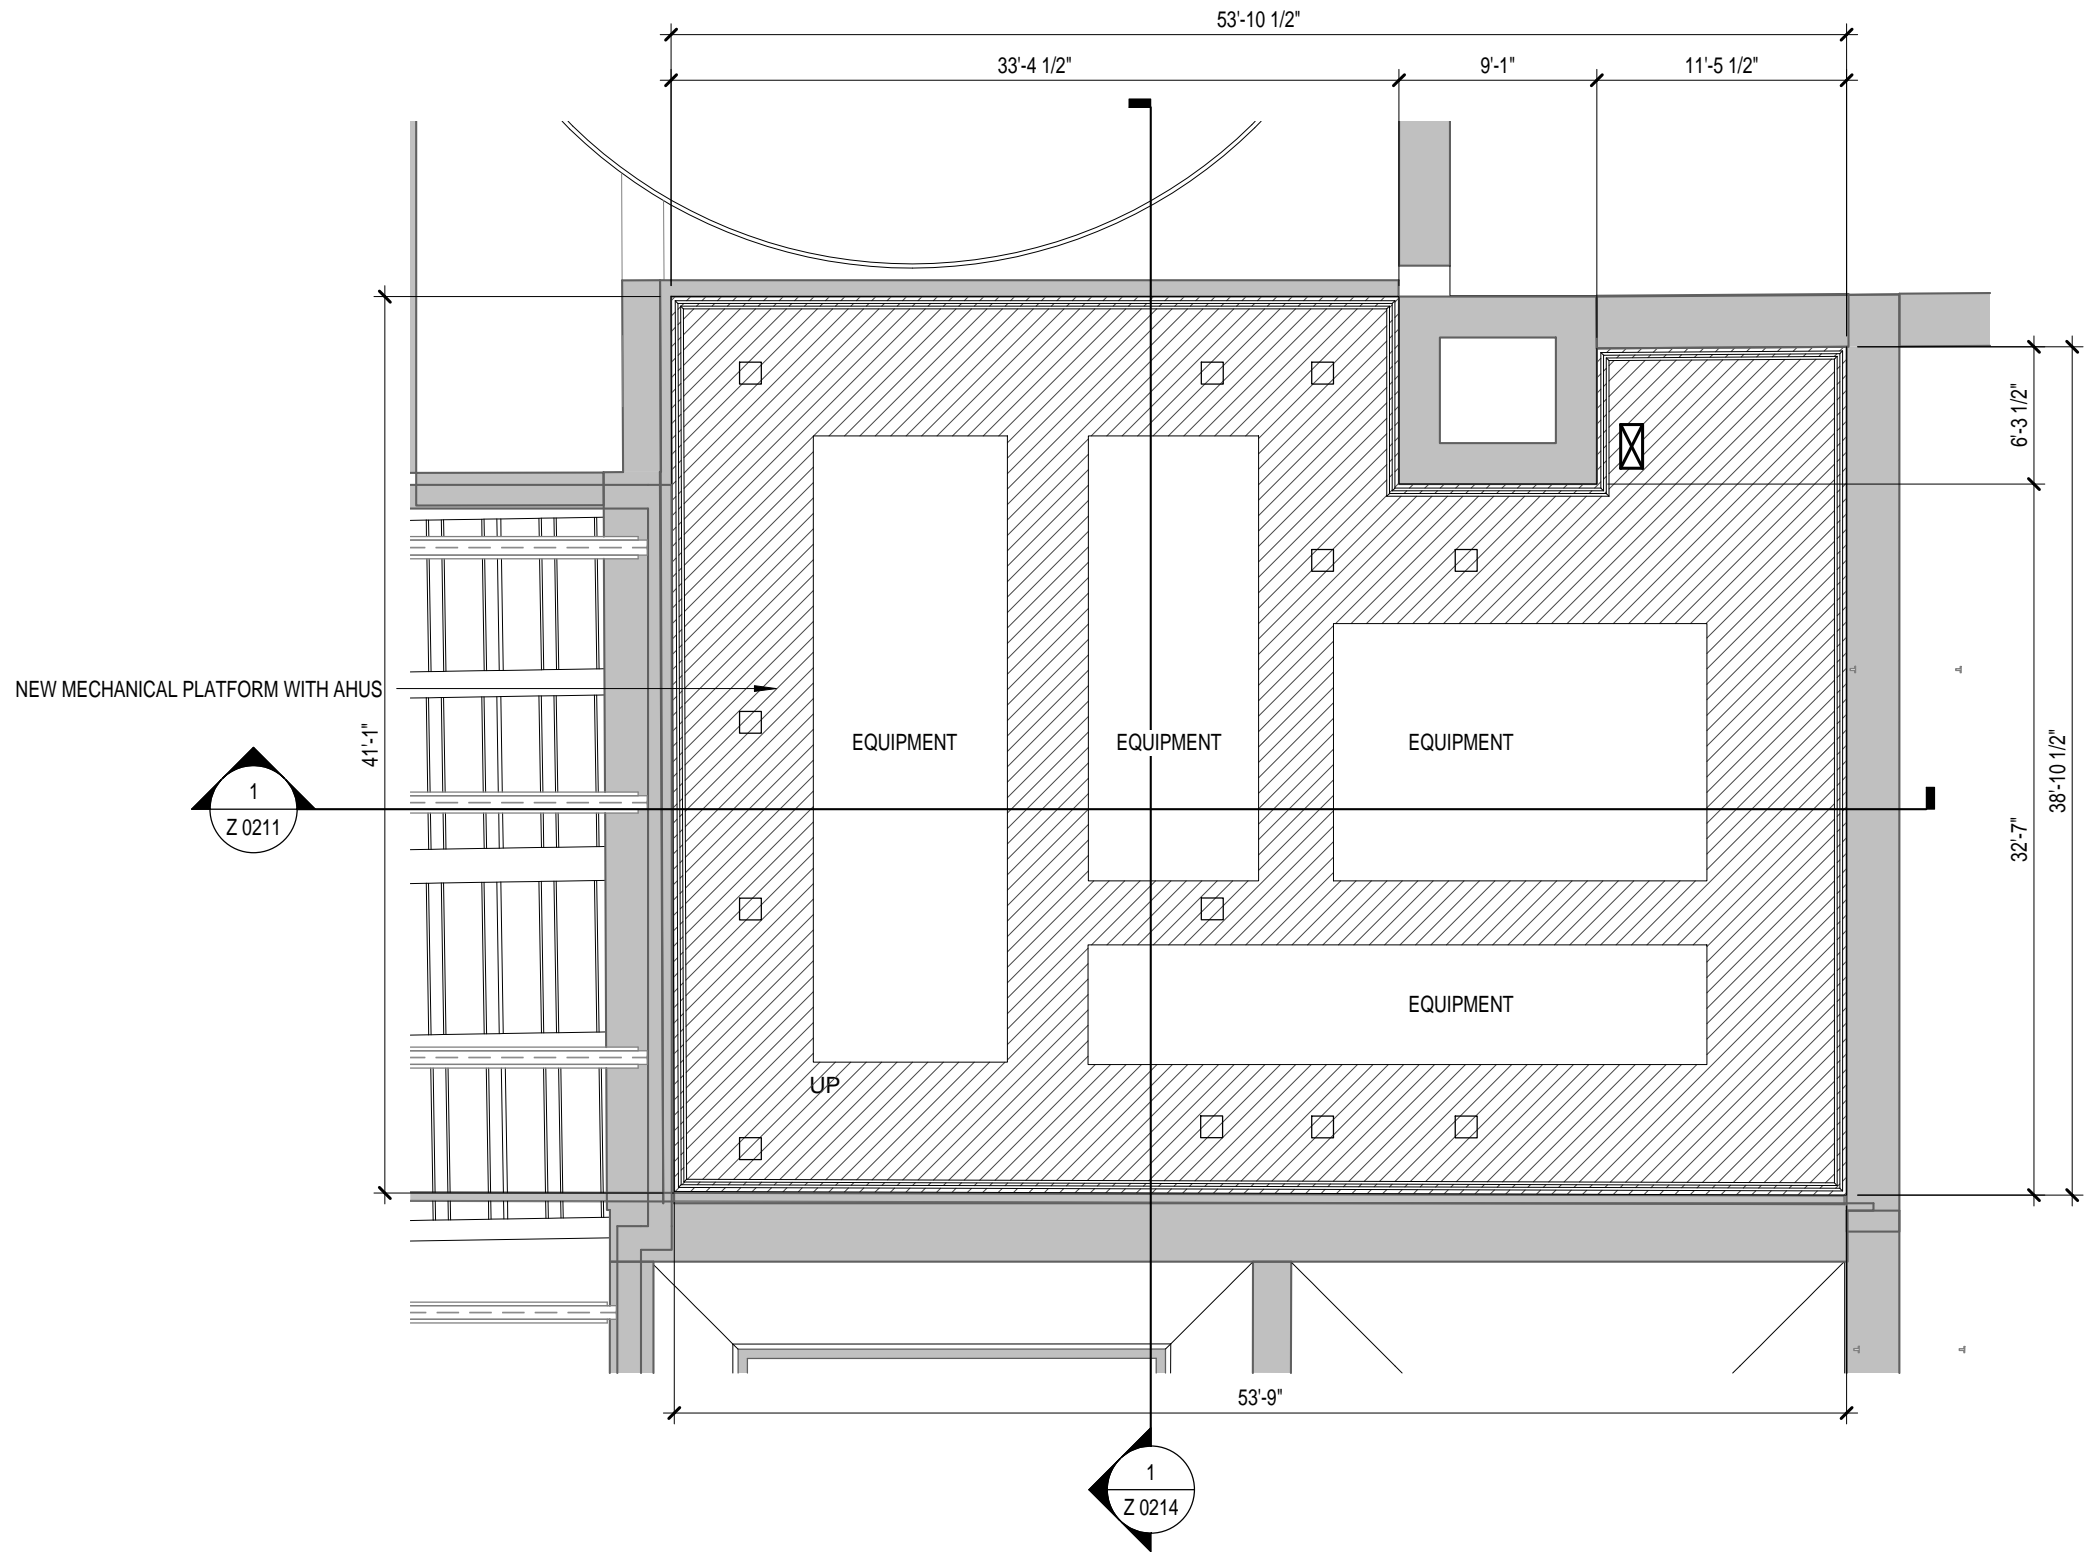 53'-10 1/2"
33'-4 1/2"
9'-1"
11'-5 1/2"
6'-3 1/2"
NEW MECHANICAL PLATFORM WITH AHUS
41'-1"
EQUIPMENT
EQUIPMENT
EQUIPMENT
38'-10 1/2"
1
Z 0211
32'-7"
EQUIPMENT
UP
53'-9"
1
Z 0214